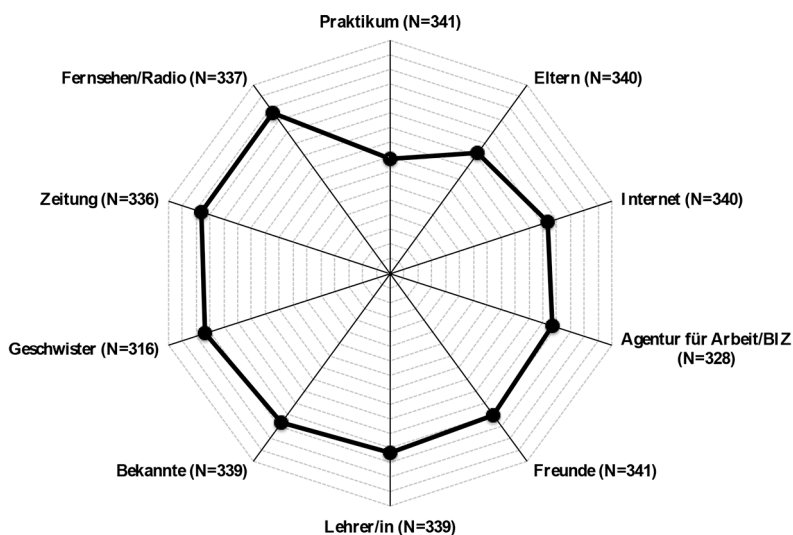 Praktikum (N=341)
Eltern (N=340)
Internet (N=340)
Agentur für Arbeit/BIZ
(N=328)
Freunde (N=341)
Lehrer/in (N=339)
Bekannte (N=339)
Geschwister (N=316)
Zeitung (N=336)
Fernsehen/Radio (N=337)